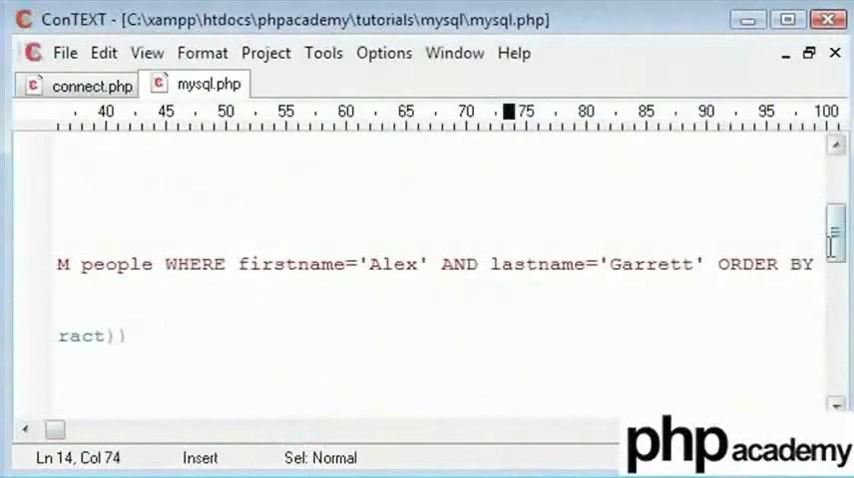 ConTEXT - [C:\xampp\htdocs\phpacademy\tutorials\mysql\mysql.php]
File Edit View Format Project Tools Options Window Help
connect.php mysql.php
40 45 50 55 60 65 70 75 80 85 90 95 100
M people WHERE firstname='Alex' AND lastname='Garrett' ORDER BY
ract))
Ln 14, Col 74 Insert Sel: Normal
php academy